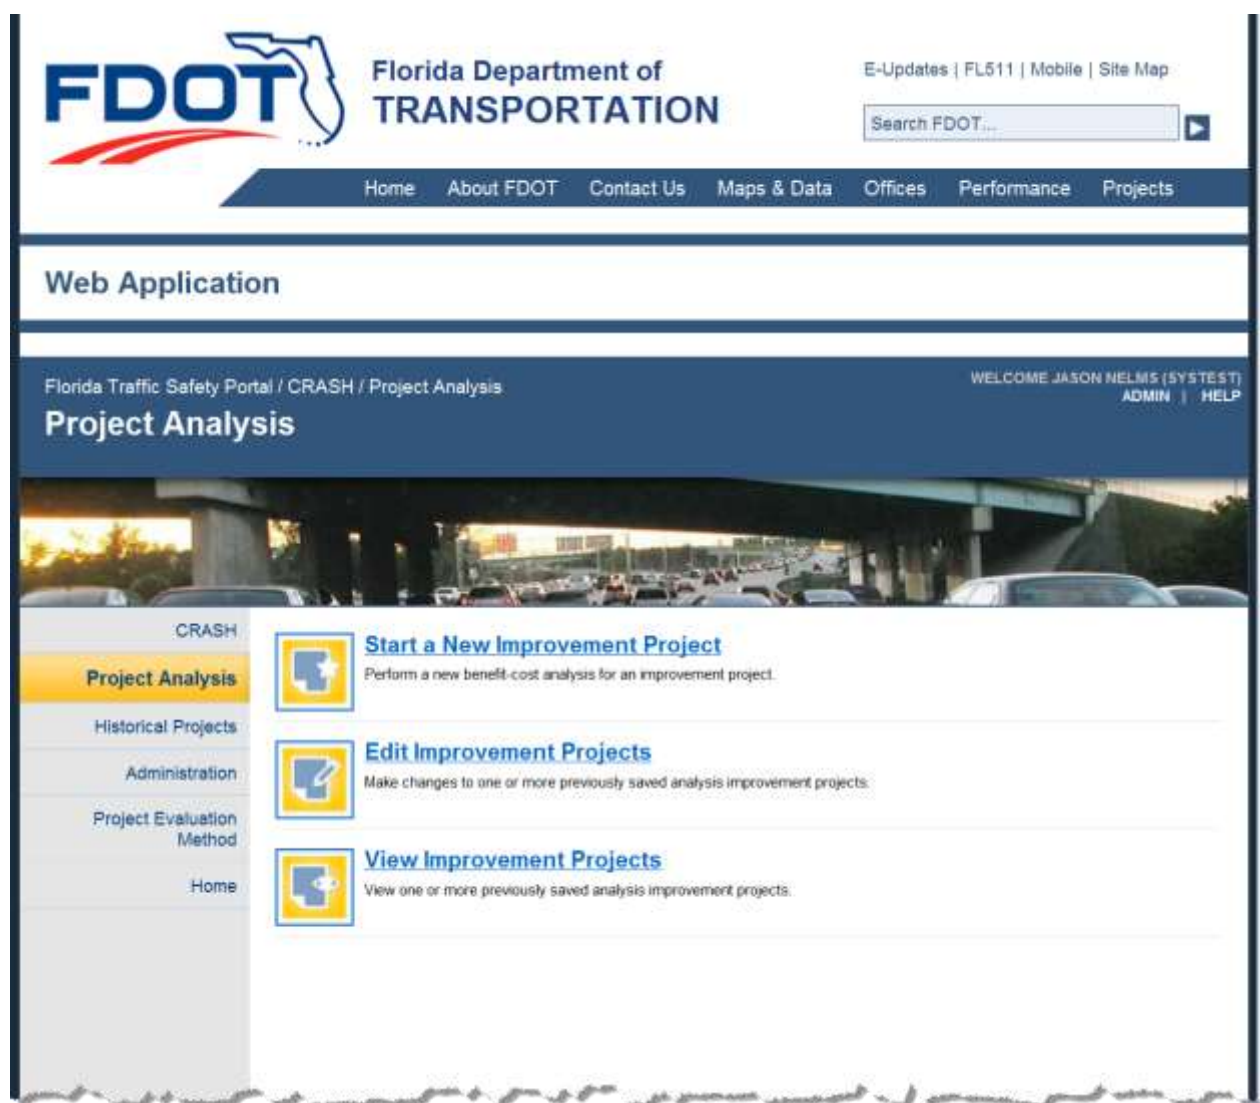 FDOT
Florida Department of
TRANSPORTATION
E-Updates | FL511 | Mobile | Site Map
Search FDOT...
Home About FDOT Contact Us Maps & Data Offices Performance Projects
Web Application
Florida Traffic Safety Portal / CRASH / Project Analysis
WELCOME JASON NELMS (SYSTEST)
ADMIN | HELP
Project Analysis
CRASH
Project Analysis
Historical Projects
Administration
Project Evaluation
Method
Home
Start a New Improvement Project
Perform a new benefit-cost analysis for an improvement project.
Edit Improvement Projects
Make changes to one or more previously saved analysis improvement projects.
View Improvement Projects
View one or more previously saved analysis improvement projects.